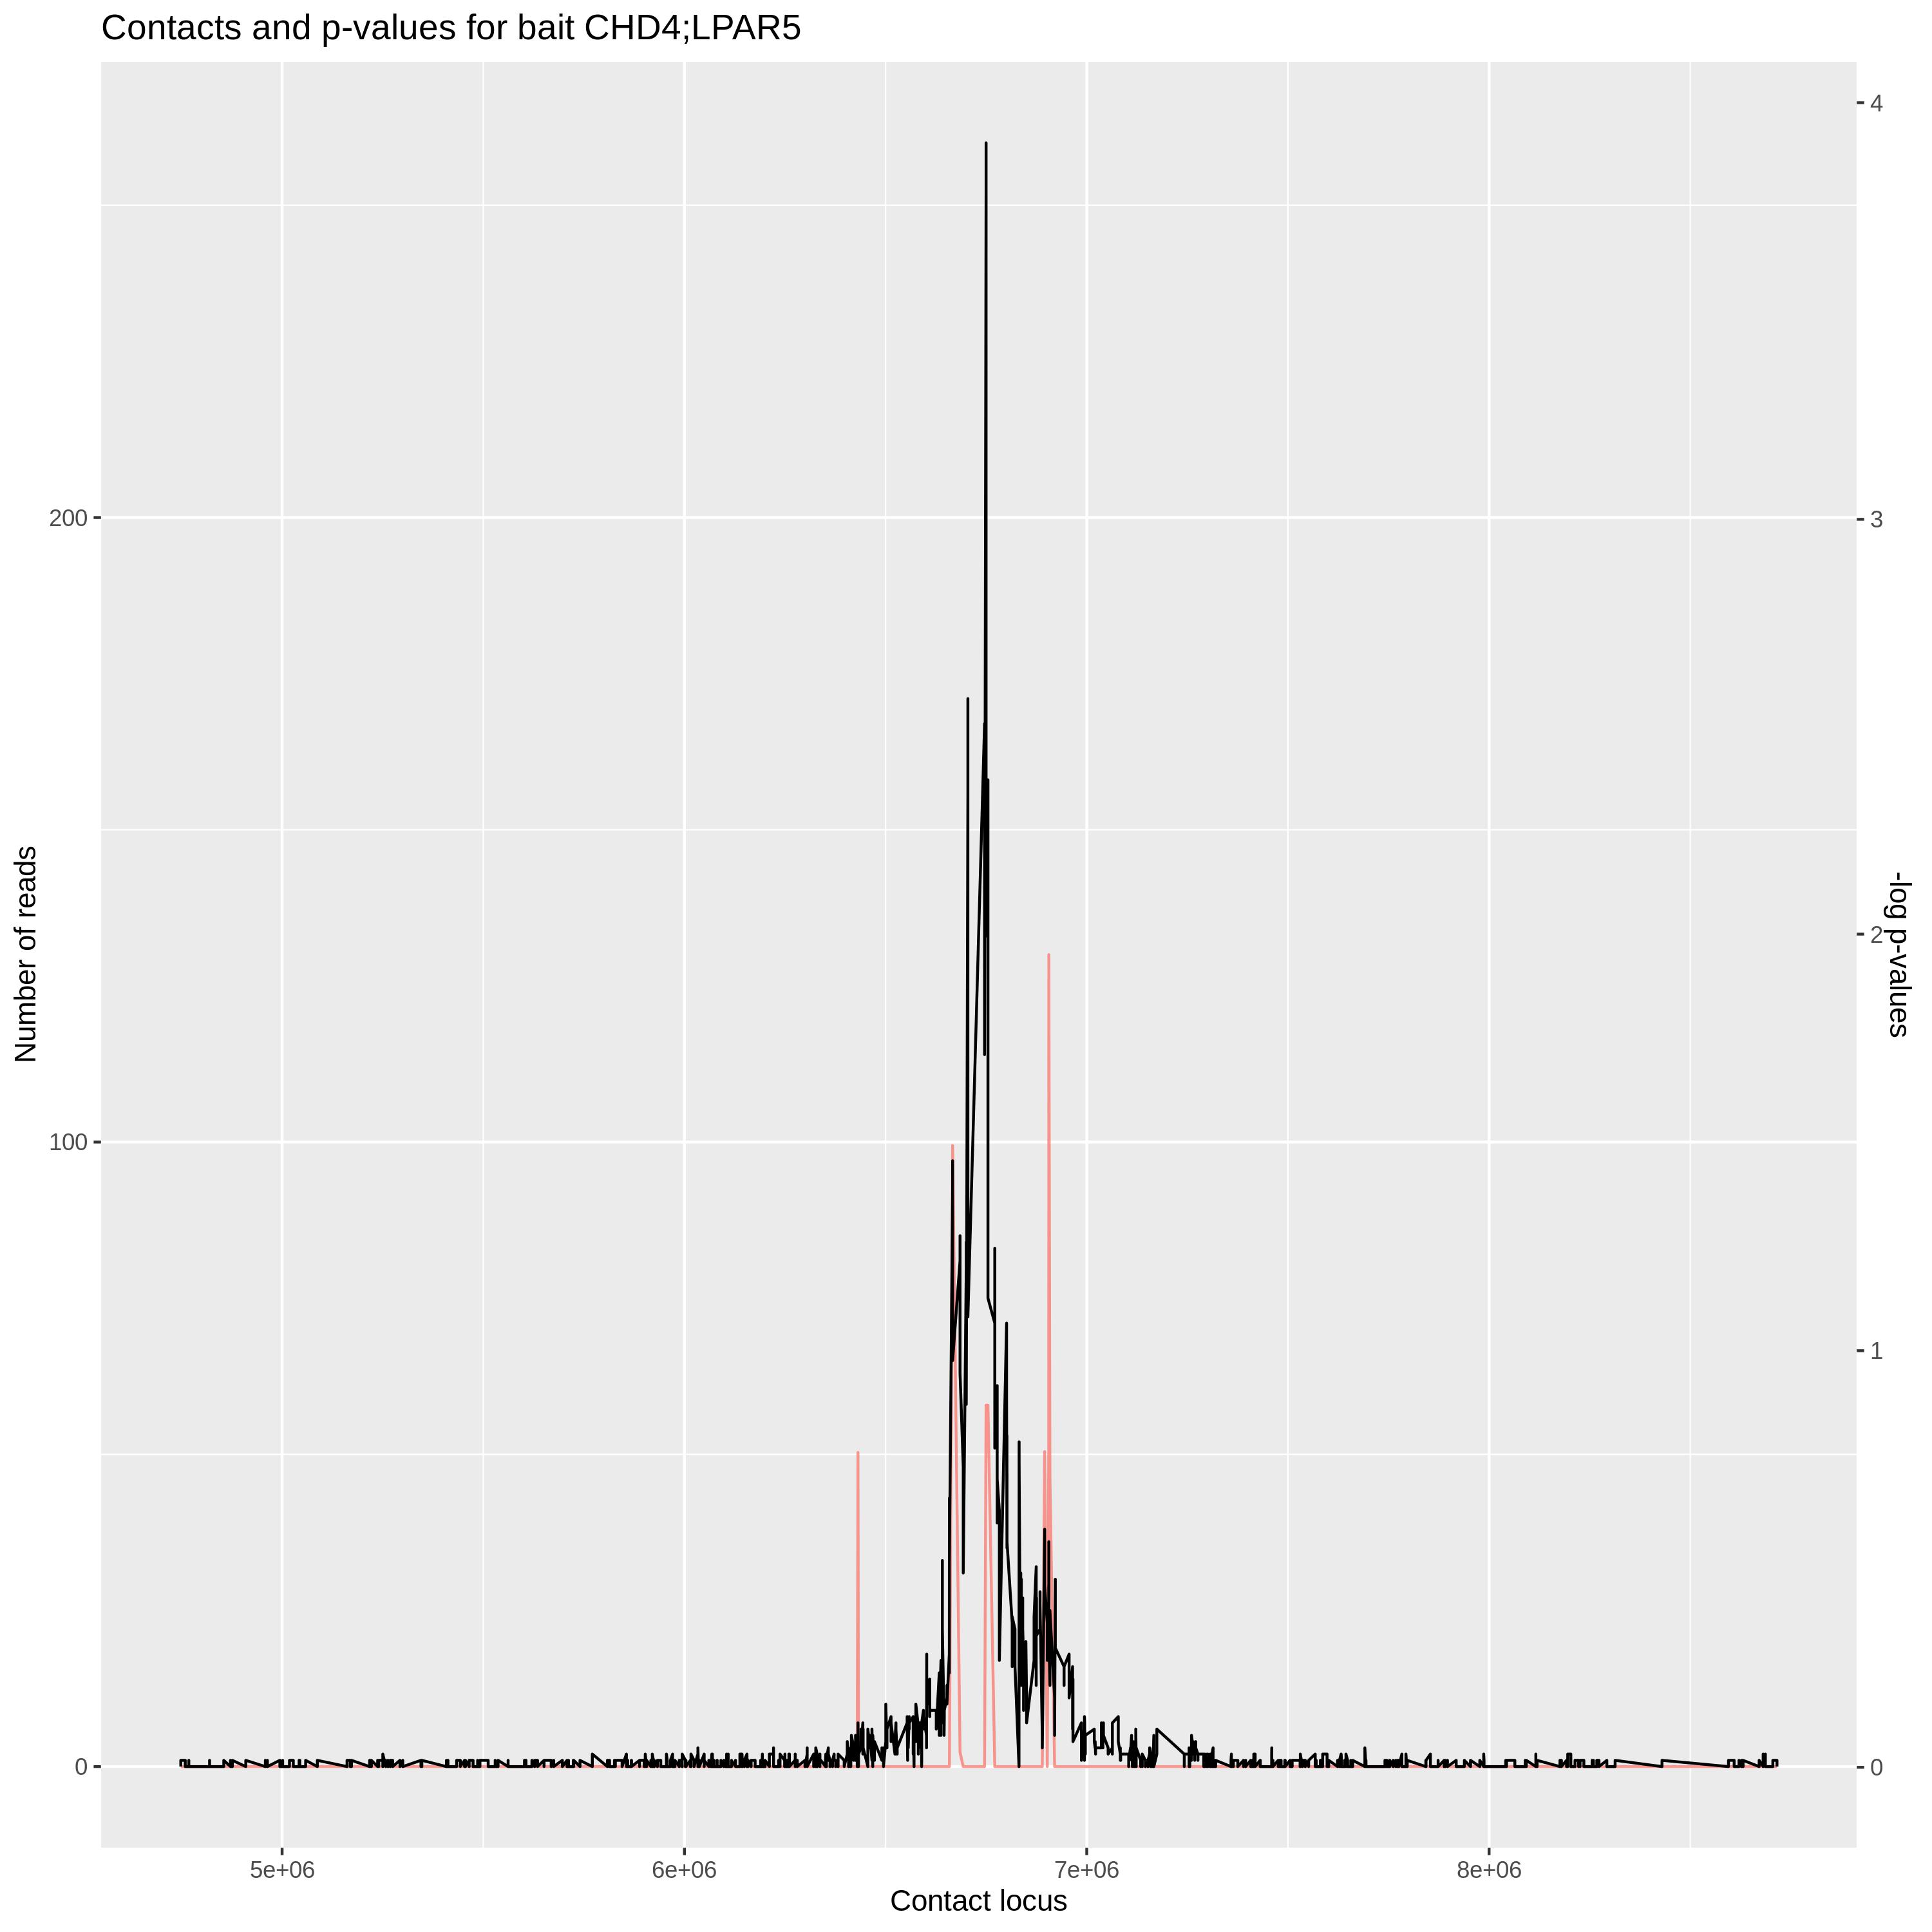 Contacts and p-values for bait CHD4;LPAR5
Number of reads
200
100
0
4
3
2
1
0
-log p-values
5e+06 6e+06 7e+06 8e+06
Contact locus